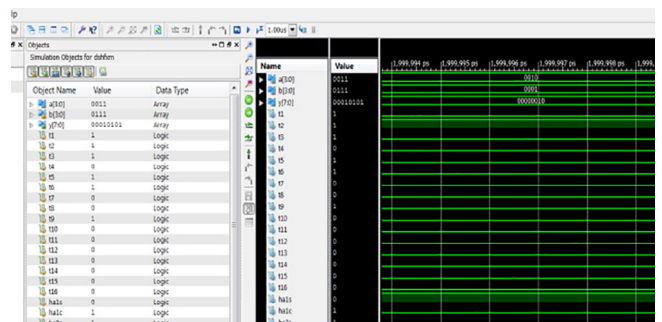 lp
1.00us
Objects
Simulation Objects for dshfiem
Object Name Value Data Type
a[3:0] 0011 Array
b[3:0] 0111 Array
y[7:0] 00010101 Array
t1 1 Logic
t2 1 Logic
t3 1 Logic
t4 0 Logic
t5 1 Logic
t6 1 Logic
t7 0 Logic
t8 0 Logic
t9 1 Logic
t10 0 Logic
t11 0 Logic
t12 0 Logic
t13 0 Logic
t14 0 Logic
t15 0 Logic
t16 0 Logic
ha1s 0 Logic
ha1c 1 Logic
Name Value
1,999,994 ps 1,999,995 ps 1,999,996 ps 1,999,997 ps 1,999,998 ps 1,999,
a[3:0] 0011 0010
b[3:0] 0111 0001
y[7:0] 00010101 00000010
t1 1
t2 1
t3 1
t4 0
t5 1
t6 1
t7 0
t8 0
t9 1
t10 0
t11 0
t12 0
t13 0
t14 0
t15 0
t16 0
ha1s 0
ha1c 1